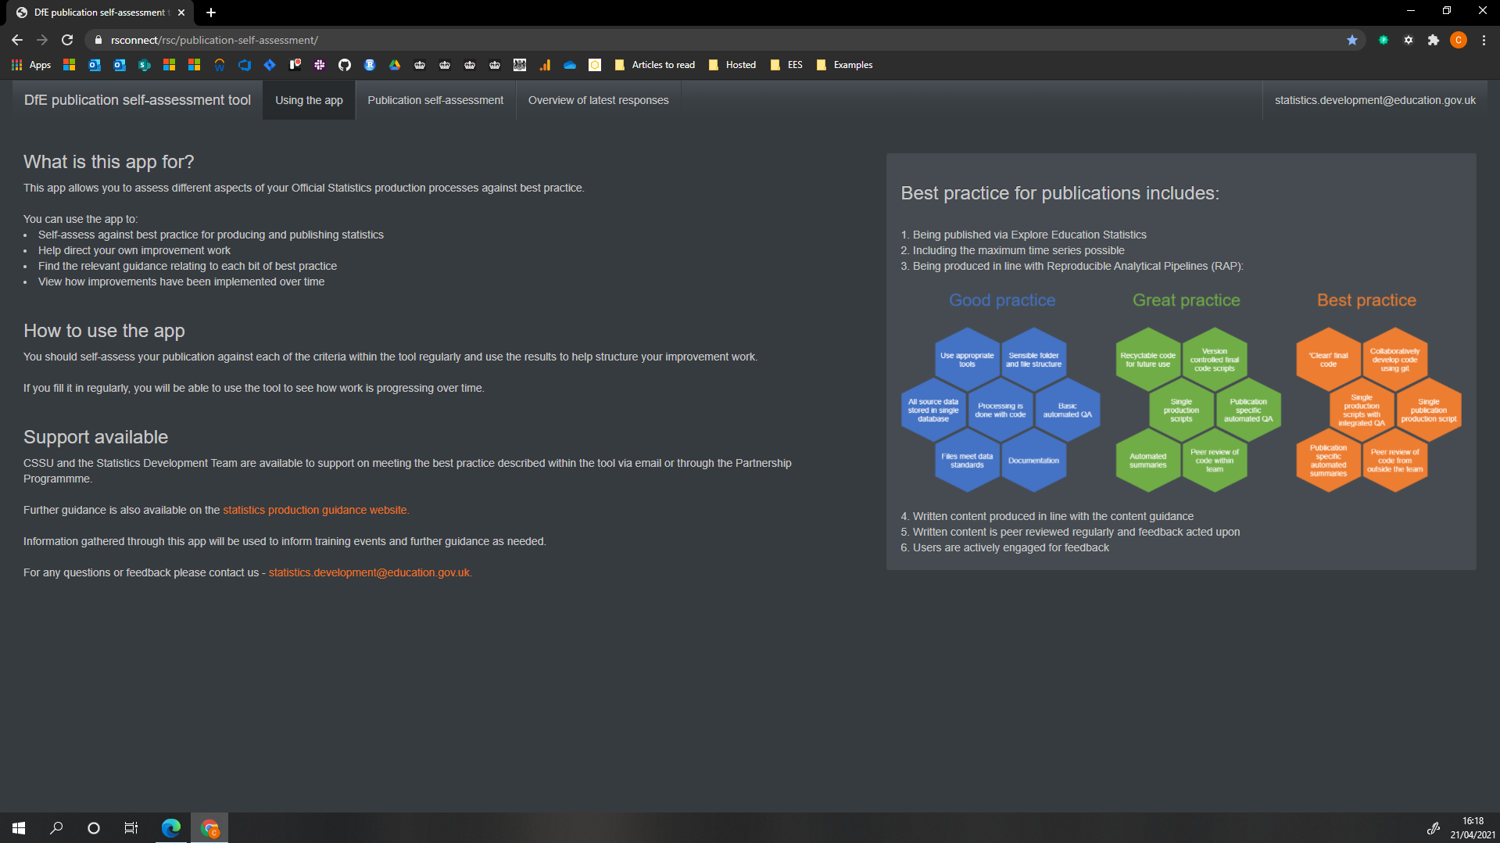 DfE publication self-assessment
rsconnect/rsc/publication-self-assessment/
C
Apps
Articles to read
Hosted
EES
Examples
DfE publication self-assessment tool
Using the app
Publication self-assessment
Overview of latest responses
statistics.development@education.gov.uk
What is this app for?
This app allows you to assess different aspects of your Official Statistics production processes against best practice.
You can use the app to:
• Self-assess against best practice for producing and publishing statistics
• Help direct your own improvement work
• Find the relevant guidance relating to each bit of best practice
• View how improvements have been implemented over time
How to use the app
You should self-assess your publication against each of the criteria within the tool regularly and use the results to help structure your improvement work.
If you fill it in regularly, you will be able to use the tool to see how work is progressing over time.
Support available
CSSU and the Statistics Development Team are available to support on meeting the best practice described within the tool via email or through the Partnership
Programme.
Further guidance is also available on the statistics production guidance website.
Information gathered through this app will be used to inform training events and further guidance as needed.
For any questions or feedback please contact us - statistics.development@education.gov.uk.
Best practice for publications includes:
1. Being published via Explore Education Statistics
2. Including the maximum time series possible
3. Being produced in line with Reproducible Analytical Pipelines (RAP):
Good practice
Use appropriate
tools
Sensible folder
and file structure
All source data
stored in single
database
Processing is
done with code
Basic
automated QA
Files meet data
standards
Documentation
Great practice
Recyclable code
for future use
Version
controlled final
code scripts
Single
production
scripts
Publication
specific
automated QA
Automated
summaries
Peer review of
code within
team
Best practice
'Clean' final
code
Collaboratively
develop code
using git
Single
production
scripts with
integrated QA
Single
publication
production script
Publication
specific
automated
summaries
Peer review of
code from
outside the team
4. Written content produced in line with the content guidance
5. Written content is peer reviewed regularly and feedback acted upon
6. Users are actively engaged for feedback
16:18
21/04/2021